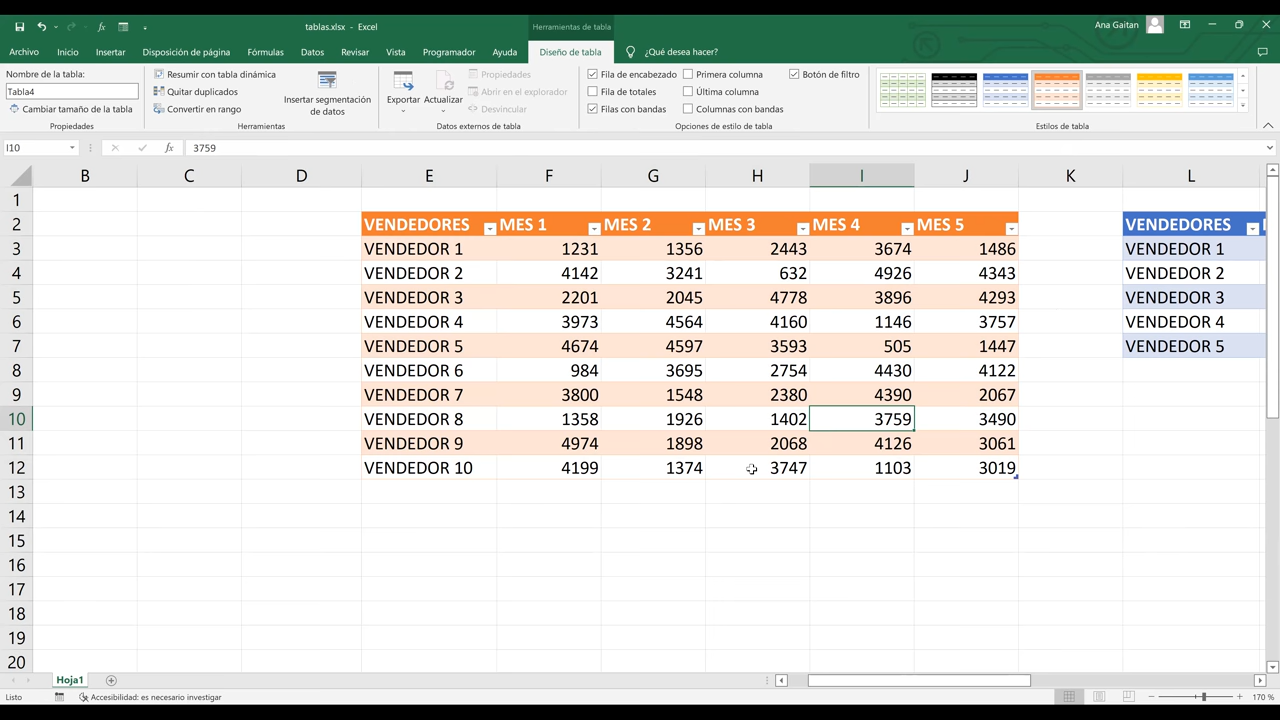 tablas.xlsx - Excel
Herramientas de tabla
Ana Gaitan
Archivo Inicio Insertar Disposición de página Fórmulas Datos Revisar Vista Programador Ayuda Diseño de tabla ¿Qué desea hacer?
Nombre de la tabla:
Tabla4
Cambiar tamaño de la tabla
Propiedades
Resumir con tabla dinámica
Convertir en rango
de datos
Herramientas
Exportar
Propiedades
Datos externos de tabla
Fila de encabezado Primera columna Botón de filtro
Fila de totales Última columna
Filas con bandas Columnas con bandas
Opciones de estilo de tabla
Estilos de tabla
I10 fx 3759
B C D E F G H I J K L
1
2 VENDEDORES MES 1 MES 2 MES 3 MES 4 MES 5 VENDEDORES
3 VENDEDOR 1 1231 1356 2443 3674 1486 VENDEDOR 1
4 VENDEDOR 2 4142 3241 632 4926 4343 VENDEDOR 2
5 VENDEDOR 3 2201 2045 4778 3896 4293 VENDEDOR 3
6 VENDEDOR 4 3973 4564 4160 1146 3757 VENDEDOR 4
7 VENDEDOR 5 4674 4597 3593 505 1447 VENDEDOR 5
8 VENDEDOR 6 984 3695 2754 4430 4122
9 VENDEDOR 7 3800 1548 2380 4390 2067
10 VENDEDOR 8 1358 1926 1402 3759 3490
11 VENDEDOR 9 4974 1898 2068 4126 3061
12 VENDEDOR 10 4199 1374 3747 1103 3019
13
14
15
16
17
18
19
20
Hoja1
Listo Accesibilidad: es necesario investigar 170 %